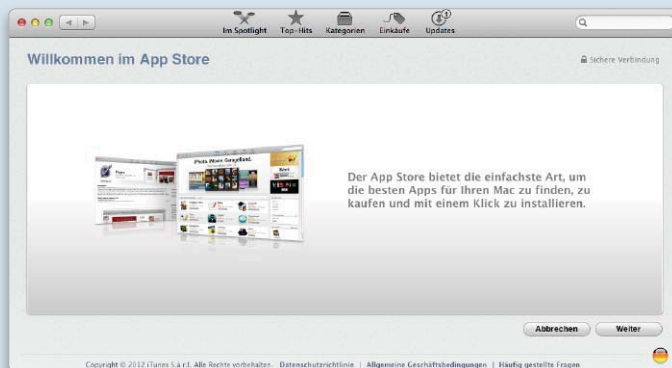 Im Spotlight Top-Hits Kategorien Einkäufe Updates
Willkommen im App Store
Sichere Verbindung
Der App Store bietet die einfachste Art, um
die besten Apps für Ihren Mac zu finden, zu
kaufen und mit einem Klick zu installieren.
Abbrechen Weiter
Copyright © 2012 iTunes S.à r.l. Alle Rechte vorbehalten. Datenschutzrichtlinie | Allgemeine Geschäftsbedingungen | Häufig gestellte Fragen